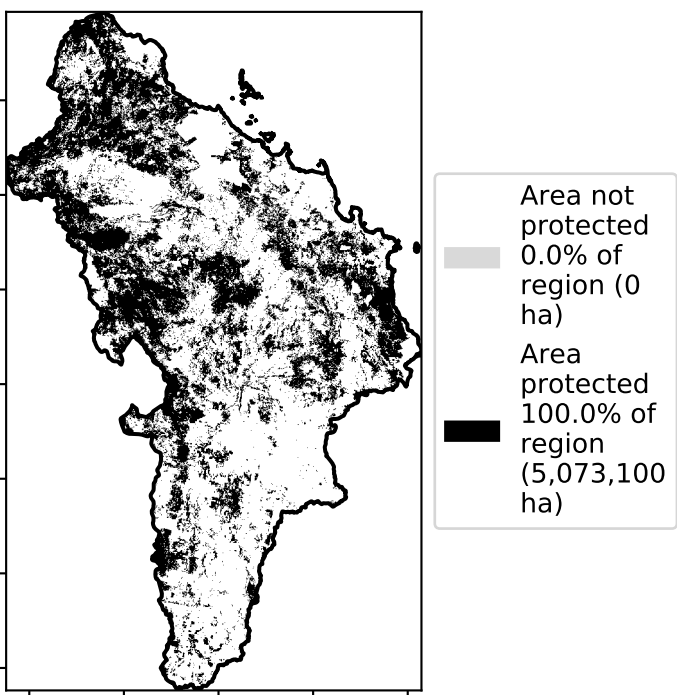 Area not
protected
0.0% of
region (0
ha)
Area
protected
100.0% of
region
(5,073,100
ha)